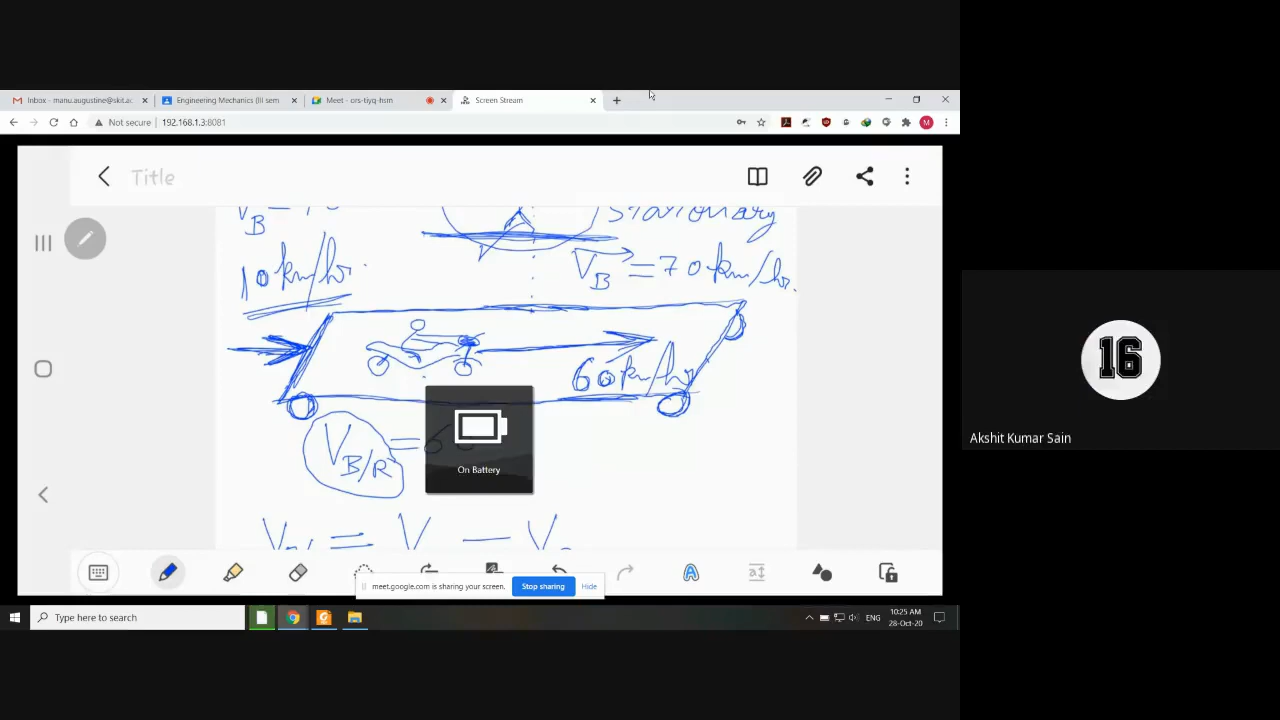 Inbox - manu.augustine@skit.ac
Engineering Mechanics (III sem
Meet - ors-tiyq-hsm
Screen Stream
Not secure | 192.168.1.3:8081
Title
V_B = 10
stationary
10 km/hr.
V_B = 70 km/hr.
60 km/hr
V_B/R =
On Battery
= V -
meet.google.com is sharing your screen.
Stop sharing
Hide
Type here to search
ENG
10:25 AM
28-Oct-20
16
Akshit Kumar Sain